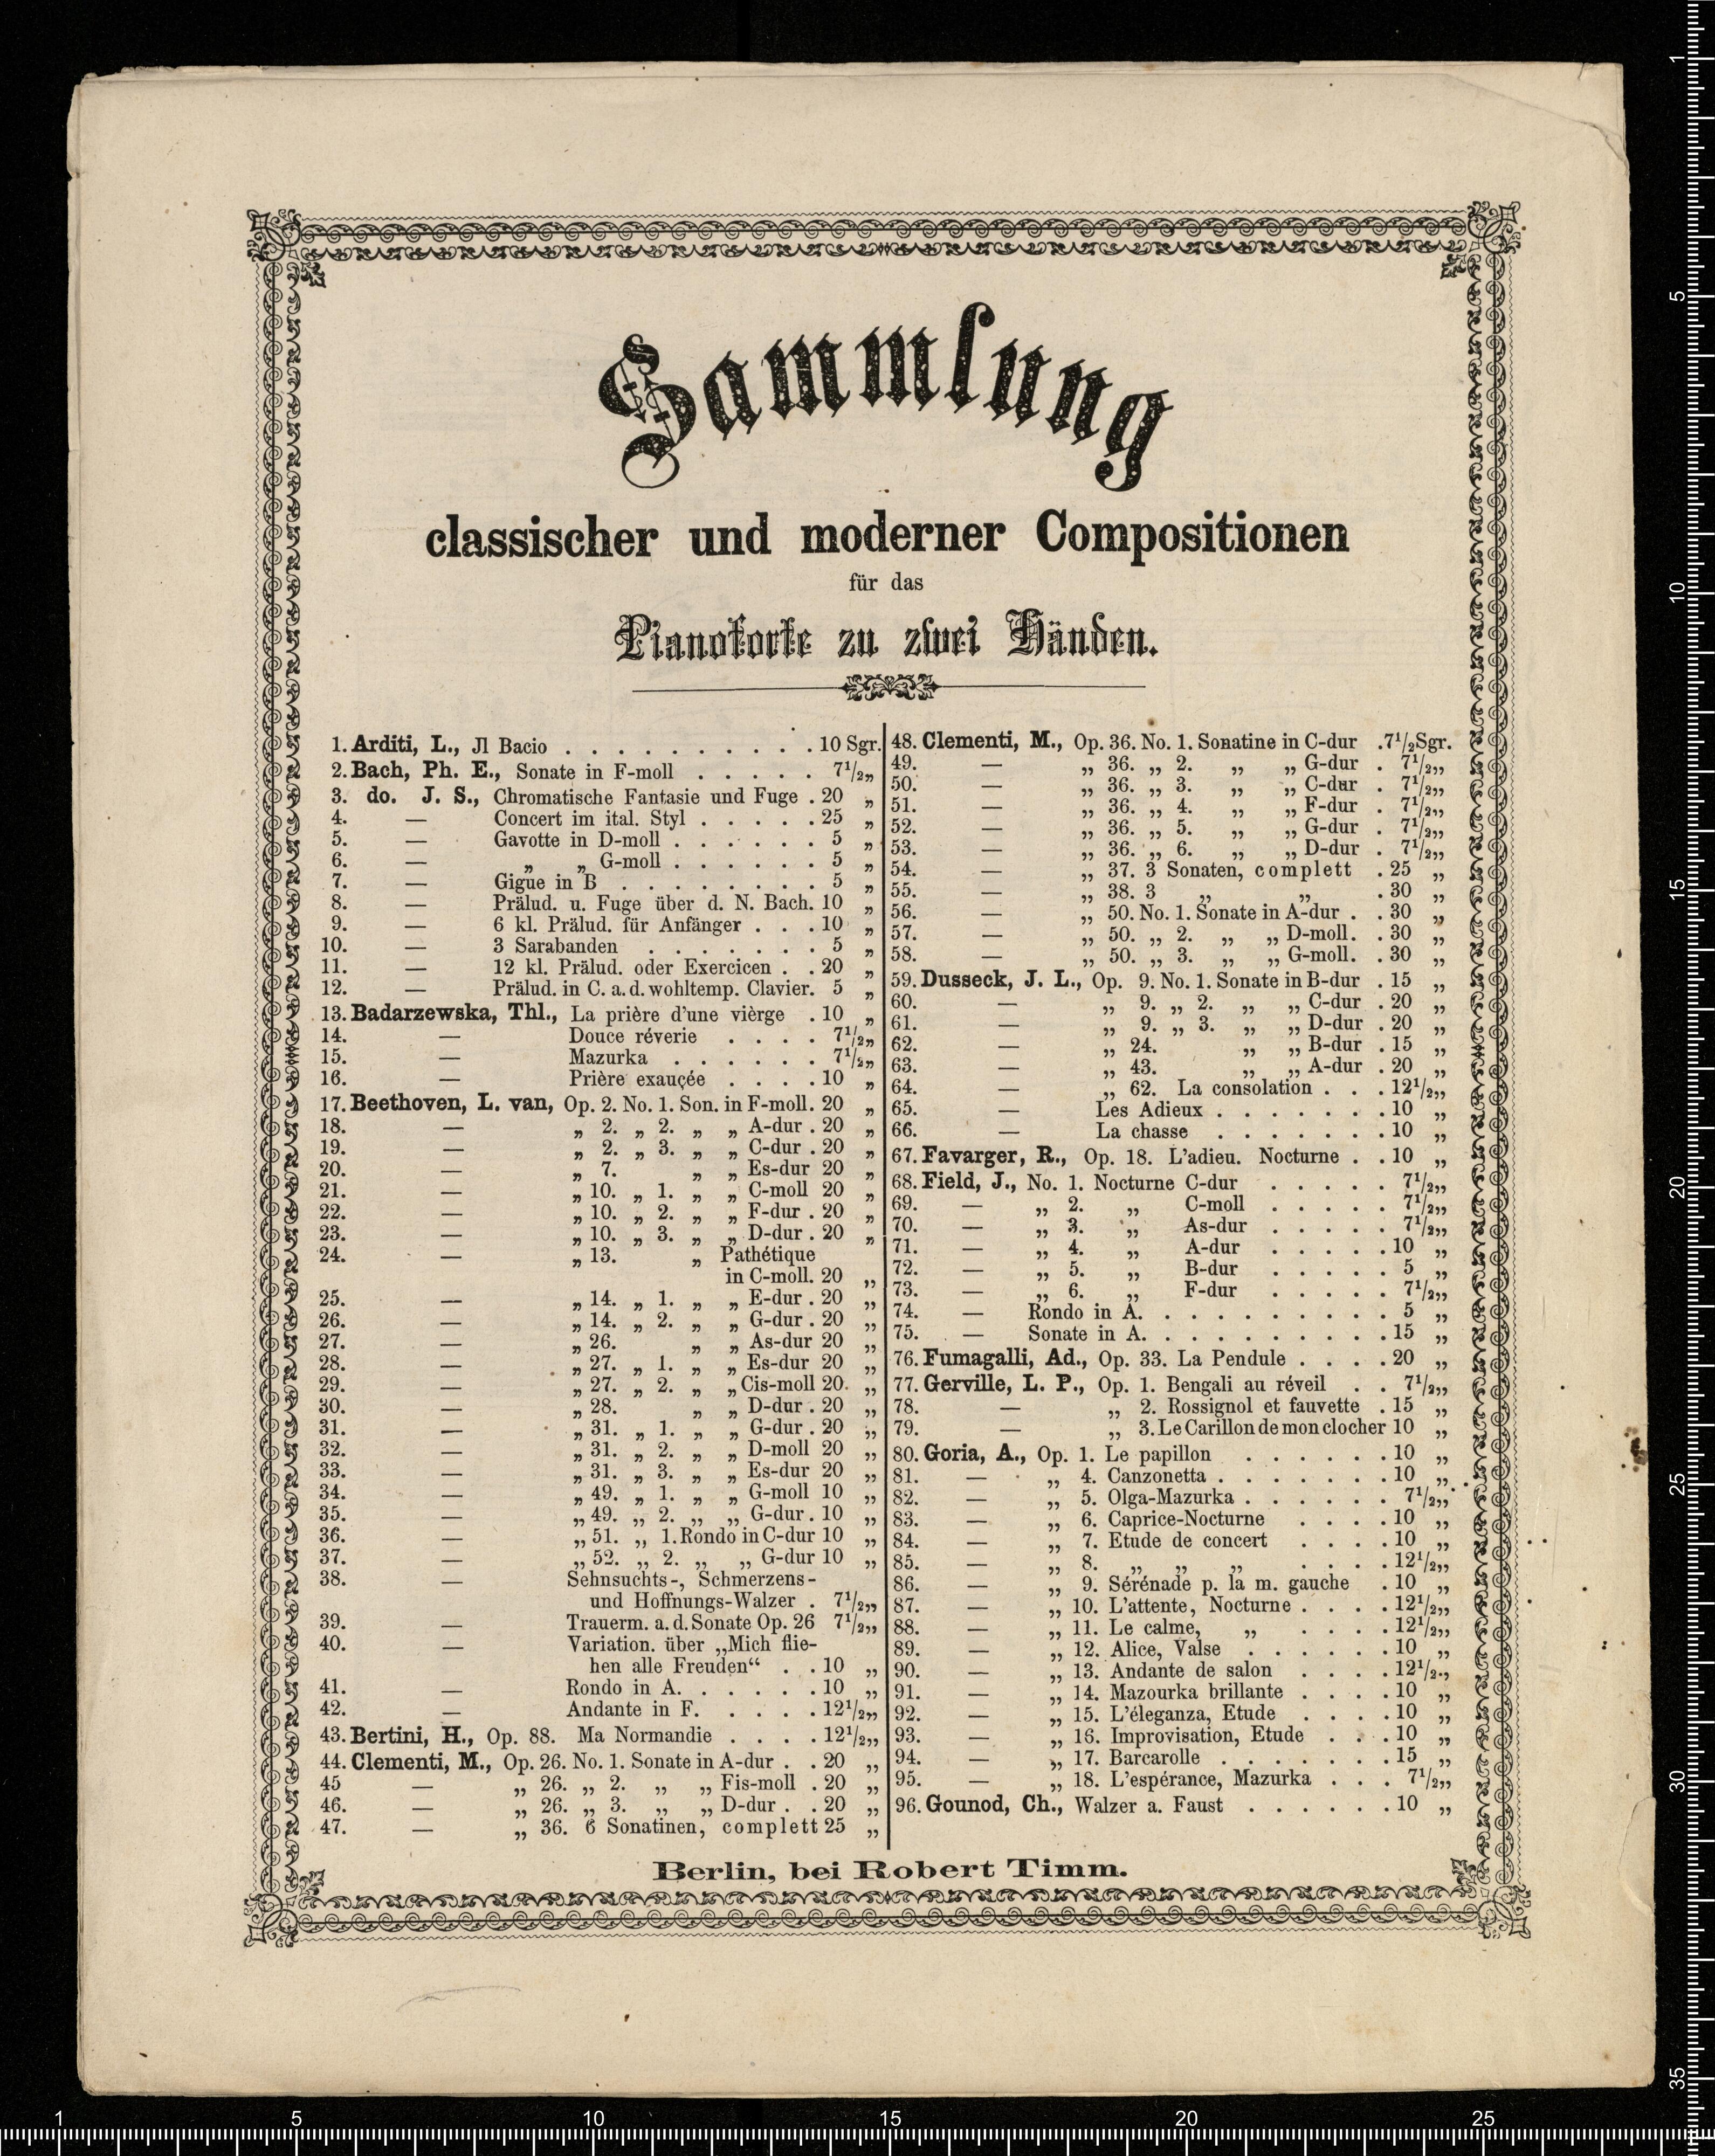 Sammlung
classischer und moderner Compositionen
für das
Pianoforte zu zwei Händen.
1. Arditi, L., Jl Bacio . . . . . . . . . . 10 Sgr.
2. Bach, Ph. E., Sonate in F-moll . . . . . 7½ „
3. do. J. S., Chromatische Fantasie und Fuge . 20 „
4. — Concert im ital. Styl . . . . . 25 „
5. — Gavotte in D-moll . . . . . . 5 „
6. — „ „ G-moll . . . . . . 5 „
7. — Gigue in B . . . . . . . . 5 „
8. — Prälud. u. Fuge über d. N. Bach. 10 „
9. — 6 kl. Prälud. für Anfänger . . . 10 „
10. — 3 Sarabanden . . . . . . . 5 „
11. — 12 kl. Prälud. oder Exercicen . . 20 „
12. — Prälud. in C. a. d. wohltemp. Clavier. 5 „
13. Badarzewska, Thl., La prière d'une vièrge . 10 „
14. — Douce réverie . . . . 7½ „
15. — Mazurka . . . . . . 7½ „
16. — Prière exauçée . . . . 10 „
17. Beethoven, L. van, Op. 2. No. 1. Son. in F-moll. 20 „
18. — „ 2. „ 2. „ „ A-dur . 20 „
19. — „ 2. „ 3. „ „ C-dur . 20 „
20. — „ 7. „ „ Es-dur 20 „
21. — „ 10. „ 1. „ „ C-moll 20 „
22. — „ 10. „ 2. „ „ F-dur . 20 „
23. — „ 10. „ 3. „ „ D-dur . 20 „
24. — „ 13. „ Pathétique
in C-moll. 20 „
25. — „ 14. „ 1. „ „ E-dur . 20 „
26. — „ 14. „ 2. „ „ G-dur . 20 „
27. — „ 26. „ „ As-dur 20 „
28. — „ 27. „ 1. „ „ Es-dur 20 „
29. — „ 27. „ 2. „ „ Cis-moll 20. „
30. — „ 28. „ „ D-dur . 20 „
31. — „ 31. „ 1. „ „ G-dur . 20 „
32. — „ 31. „ 2. „ „ D-moll 20 „
33. — „ 31. „ 3. „ „ Es-dur 20 „
34. — „ 49. „ 1. „ „ G-moll 10 „
35. — „ 49. „ 2. „ „ G-dur . 10 „
36. — „ 51. „ 1. Rondo in C-dur 10 „
37. — „ 52. „ 2. „ „ G-dur 10 „
38. — Sehnsuchts-, Schmerzens-
und Hoffnungs-Walzer . 7½ „
39. — Trauerm. a. d. Sonate Op. 26 7½ „
40. — Variation. über „Mich flie-
hen alle Freuden“ . . 10 „
41. — Rondo in A. . . . . . 10 „
42. — Andante in F. . . . . 12½ „
43. Bertini, H., Op. 88. Ma Normandie . . . . 12½ „
44. Clementi, M., Op. 26. No. 1. Sonate in A-dur . . 20 „
45 — „ 26. „ 2. „ „ Fis-moll . 20 „
46. — „ 26. „ 3. „ „ D-dur . . 20 „
47. — „ 36. 6 Sonatinen, complett 25 „
48. Clementi, M., Op. 36. No. 1. Sonatine in C-dur . 7½ Sgr.
49. — „ 36. „ 2. „ „ G-dur . 7½ „
50. — „ 36. „ 3. „ „ C-dur . 7½ „
51. — „ 36. „ 4. „ „ F-dur . 7½ „
52. — „ 36. „ 5. „ „ G-dur . 7½ „
53. — „ 36. „ 6. „ „ D-dur . 7½ „
54. — „ 37. 3 Sonaten, complett . 25 „
55. — „ 38. 3 „ „ . 30 „
56. — „ 50. No. 1. Sonate in A-dur . . 30 „
57. — „ 50. „ 2. „ „ D-moll. . 30 „
58. — „ 50. „ 3. „ „ G-moll. . 30 „
59. Dusseck, J. L., Op. 9. No. 1. Sonate in B-dur . 15 „
60. — „ 9. „ 2. „ „ C-dur . 20 „
61. — „ 9. „ 3. „ „ D-dur . 20 „
62. — „ 24. „ „ B-dur . 15 „
63. — „ 43. „ „ A-dur . 20 „
64. — „ 62. La consolation . . . 12½ „
65. — Les Adieux . . . . . . . 10 „
66. — La chasse . . . . . . . 10 „
67. Favarger, R., Op. 18. L'adieu. Nocturne . . 10 „
68. Field, J., No. 1. Nocturne C-dur . . . . . 7½ „
69. — „ 2. „ C-moll . . . . . 7½ „
70. — „ 3. „ As-dur . . . . . 7½ „
71. — „ 4. „ A-dur . . . . . 10 „
72. — „ 5. „ B-dur . . . . . 5 „
73. — „ 6. „ F-dur . . . . . 7½ „
74. — Rondo in A. . . . . . . . . . 5 „
75. — Sonate in A. . . . . . . . . . 15 „
76. Fumagalli, Ad., Op. 33. La Pendule . . . . 20 „
77. Gerville, L. P., Op. 1. Bengali au réveil . . 7½ „
78. — „ 2. Rossignol et fauvette . 15 „
79. — „ 3. Le Carillon de mon clocher 10 „
80. Goria, A., Op. 1. Le papillon . . . . . . 10 „
81. — „ 4. Canzonetta . . . . . . . 10 „
82. — „ 5. Olga-Mazurka . . . . . . 7½ „
83. — „ 6. Caprice-Nocturne . . . . 10 „
84. — „ 7. Etude de concert . . . . 10 „
85. — „ 8. „ „ „ . . . . 12½ „
86. — „ 9. Sérénade p. la m. gauche . 10 „
87. — „ 10. L'attente, Nocturne . . . . 12½ „
88. — „ 11. Le calme, „ . . . . 12½ „
89. — „ 12. Alice, Valse . . . . . . 10 „
90. — „ 13. Andante de salon . . . . 12½ „
91. — „ 14. Mazourka brillante . . . . 10 „
92. — „ 15. L'éleganza, Etude . . . . 10 „
93. — „ 16. Improvisation, Etude . . . 10 „
94. — „ 17. Barcarolle . . . . . . . 15 „
95. — „ 18. L'espérance, Mazurka . . . 7½ „
96. Gounod, Ch., Walzer a. Faust . . . . . . 10 „
Berlin, bei Robert Timm.
1 5 10 15 20 25
1
5
10
15
20
25
30
35